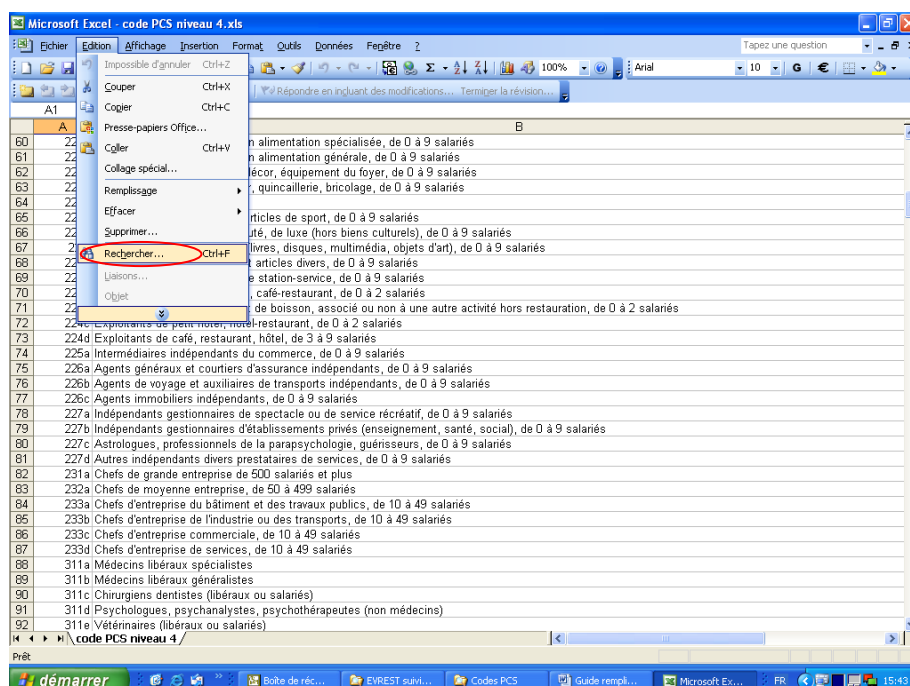 Microsoft Excel - code PCS niveau 4.xls
Fichier Edition Affichage Insertion Format Outils Données Fenêtre ? Tapez une question
100% Arial 10 G €
Répondre en incluant des modifications... Terminer la révision...
A1
A B
Impossible d'annuler Ctrl+Z
Couper Ctrl+X
Copier Ctrl+C
Presse-papiers Office...
Coller Ctrl+V
Collage spécial...
Remplissage
Effacer
Supprimer...
Rechercher... Ctrl+F
Liaisons...
Objet
60 22 n alimentation spécialisée, de 0 à 9 salariés
61 22 n alimentation générale, de 0 à 9 salariés
62 22 décor, équipement du foyer, de 0 à 9 salariés
63 22 , quincaillerie, bricolage, de 0 à 9 salariés
64 22
65 22 rticles de sport, de 0 à 9 salariés
66 22 uté, de luxe (hors biens culturels), de 0 à 9 salariés
67 2 livres, disques, multimédia, objets d'art), de 0 à 9 salariés
68 22 t articles divers, de 0 à 9 salariés
69 22 e station-service, de 0 à 9 salariés
70 22 , café-restaurant, de 0 à 2 salariés
71 22 de boisson, associé ou non à une autre activité hors restauration, de 0 à 2 salariés
72 224c Exploitants de petit hôtel, hôtel-restaurant, de 0 à 2 salariés
73 224d Exploitants de café, restaurant, hôtel, de 3 à 9 salariés
74 225a Intermédiaires indépendants du commerce, de 0 à 9 salariés
75 226a Agents généraux et courtiers d'assurance indépendants, de 0 à 9 salariés
76 226b Agents de voyage et auxiliaires de transports indépendants, de 0 à 9 salariés
77 226c Agents immobiliers indépendants, de 0 à 9 salariés
78 227a Indépendants gestionnaires de spectacle ou de service récréatif, de 0 à 9 salariés
79 227b Indépendants gestionnaires d'établissements privés (enseignement, santé, social), de 0 à 9 salariés
80 227c Astrologues, professionnels de la parapsychologie, guérisseurs, de 0 à 9 salariés
81 227d Autres indépendants divers prestataires de services, de 0 à 9 salariés
82 231a Chefs de grande entreprise de 500 salariés et plus
83 232a Chefs de moyenne entreprise, de 50 à 499 salariés
84 233a Chefs d'entreprise du bâtiment et des travaux publics, de 10 à 49 salariés
85 233b Chefs d'entreprise de l'industrie ou des transports, de 10 à 49 salariés
86 233c Chefs d'entreprise commerciale, de 10 à 49 salariés
87 233d Chefs d'entreprise de services, de 10 à 49 salariés
88 311a Médecins libéraux spécialistes
89 311b Médecins libéraux généralistes
90 311c Chirurgiens dentistes (libéraux ou salariés)
91 311d Psychologues, psychanalystes, psychothérapeutes (non médecins)
92 311e Vétérinaires (libéraux ou salariés)
code PCS niveau 4
Prêt
démarrer Boîte de réc... EVREST suivi... Codes PCS Guide rempli... Microsoft Ex... FR 15:43